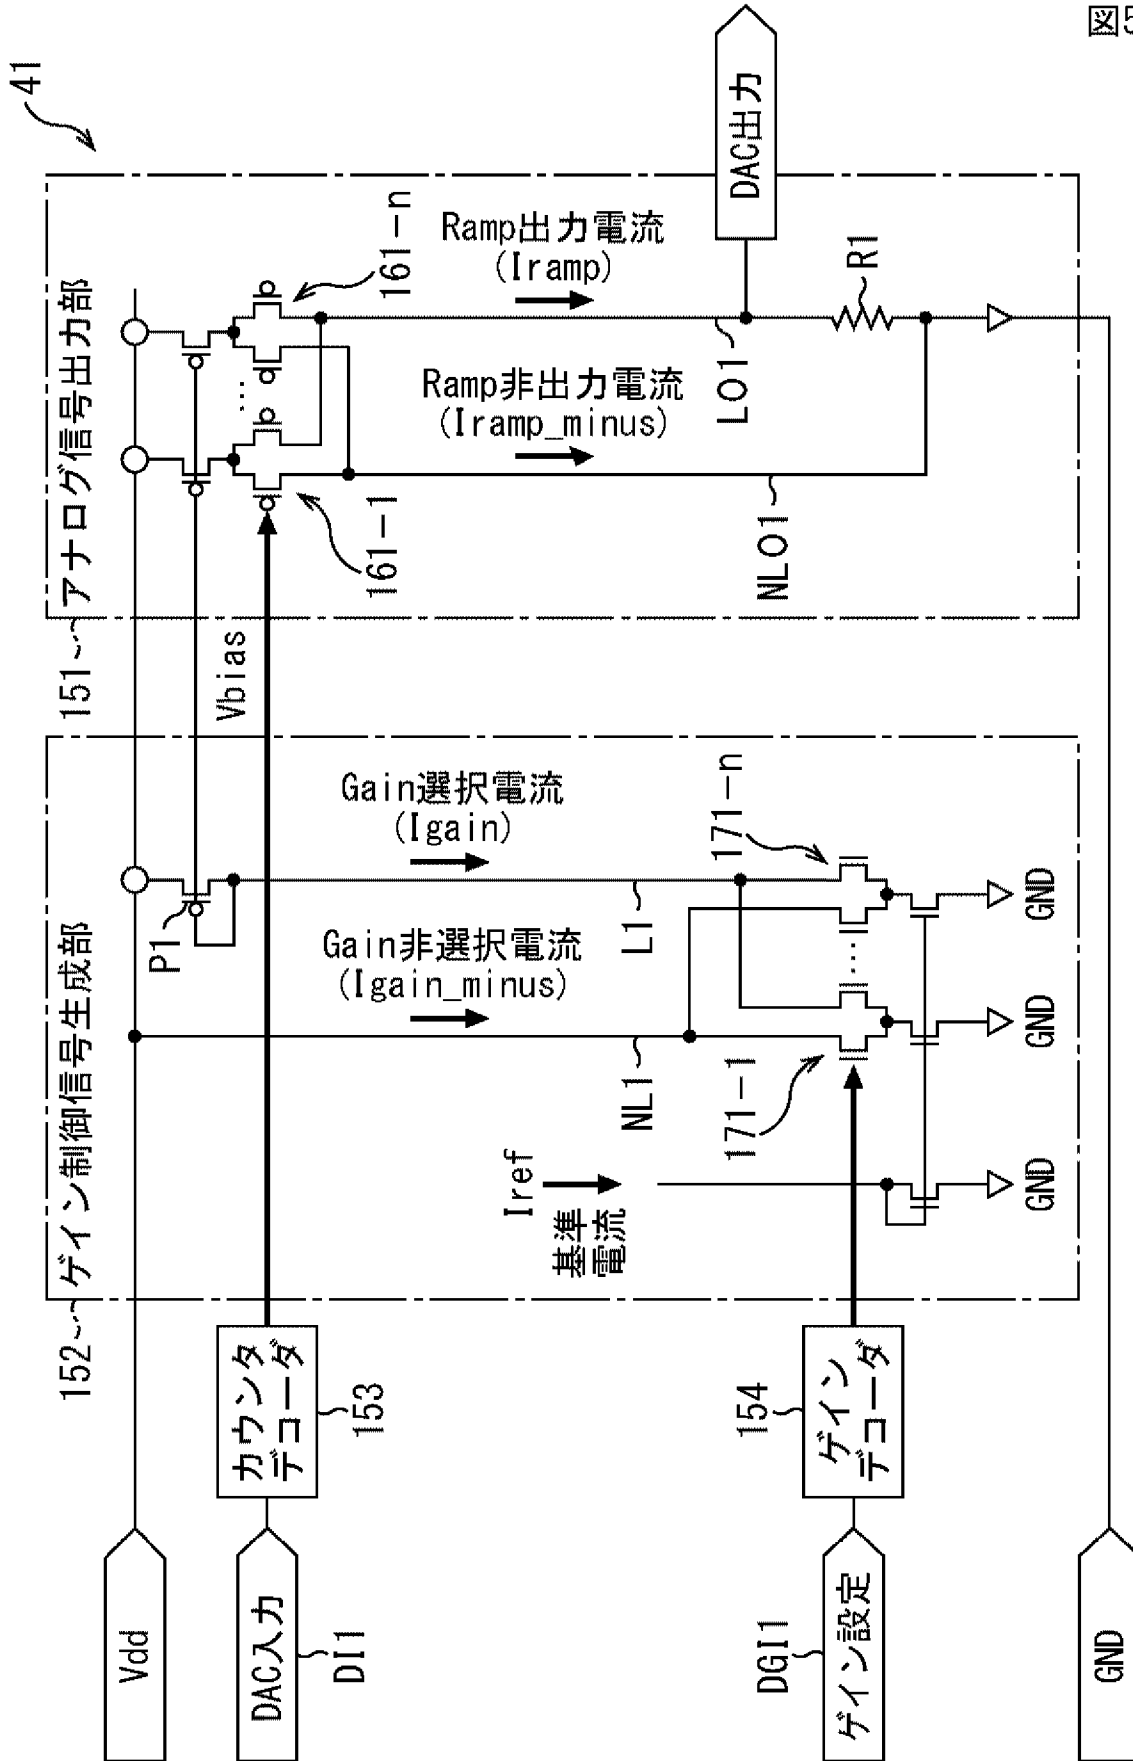 図5
41
152
ゲイン制御信号生成部
151
アナログ信号出力部
Vdd
DAC入力
DI1
カウンタ
デコーダ
153
P1
Vbias
Gain選択電流
(Igain)
Gain非選択電流
(Igain_minus)
161-1
161-n
Ramp出力電流
(Iramp)
Ramp非出力電流
(Iramp_minus)
DAC出力
Iref
基準
電流
NL1
L1
171-1
171-n
NLO1
LO1
R1
ゲイン設定
DGI1
ゲイン
デコーダ
154
GND
GND
GND
GND
…
…